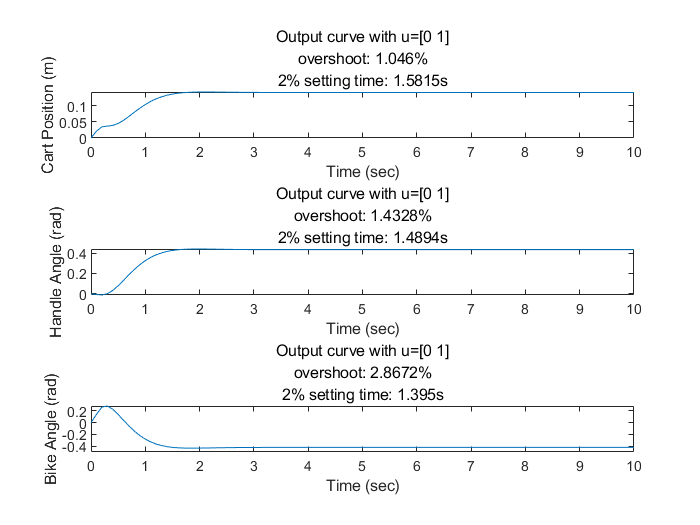 Output curve with u=[0 1]
overshoot: 1.046%
2% setting time: 1.5815s
Cart Position (m)
0.1
0.05
0
0 1 2 3 4 5 6 7 8 9 10
Time (sec)
Output curve with u=[0 1]
overshoot: 1.4328%
2% setting time: 1.4894s
Handle Angle (rad)
0.4
0.2
0
0 1 2 3 4 5 6 7 8 9 10
Time (sec)
Output curve with u=[0 1]
overshoot: 2.8672%
2% setting time: 1.395s
Bike Angle (rad)
0.2
0
-0.2
-0.4
0 1 2 3 4 5 6 7 8 9 10
Time (sec)